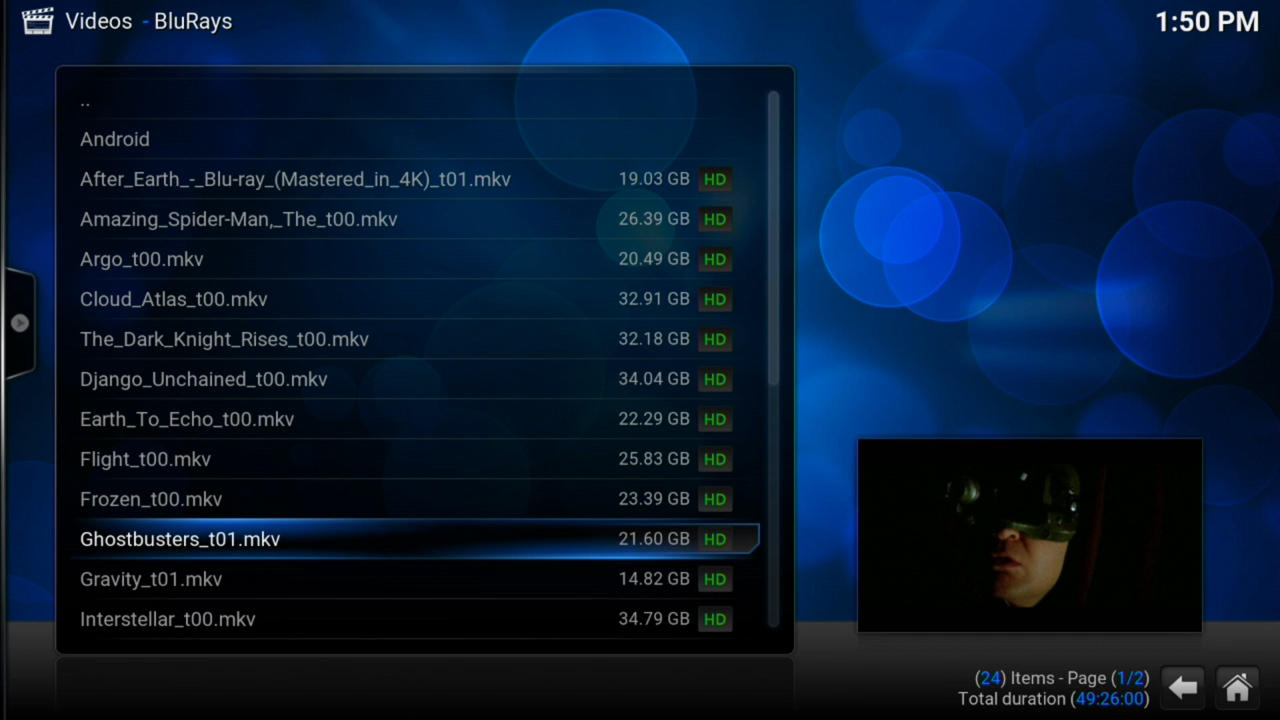 Videos - BluRays
1:50 PM
..
Android
After_Earth_-_Blu-ray_(Mastered_in_4K)_t01.mkv 19.03 GB HD
Amazing_Spider-Man,_The_t00.mkv 26.39 GB HD
Argo_t00.mkv 20.49 GB HD
Cloud_Atlas_t00.mkv 32.91 GB HD
The_Dark_Knight_Rises_t00.mkv 32.18 GB HD
Django_Unchained_t00.mkv 34.04 GB HD
Earth_To_Echo_t00.mkv 22.29 GB HD
Flight_t00.mkv 25.83 GB HD
Frozen_t00.mkv 23.39 GB HD
Ghostbusters_t01.mkv 21.60 GB HD
Gravity_t01.mkv 14.82 GB HD
Interstellar_t00.mkv 34.79 GB HD
(24) Items - Page (1/2)
Total duration (49:26:00)